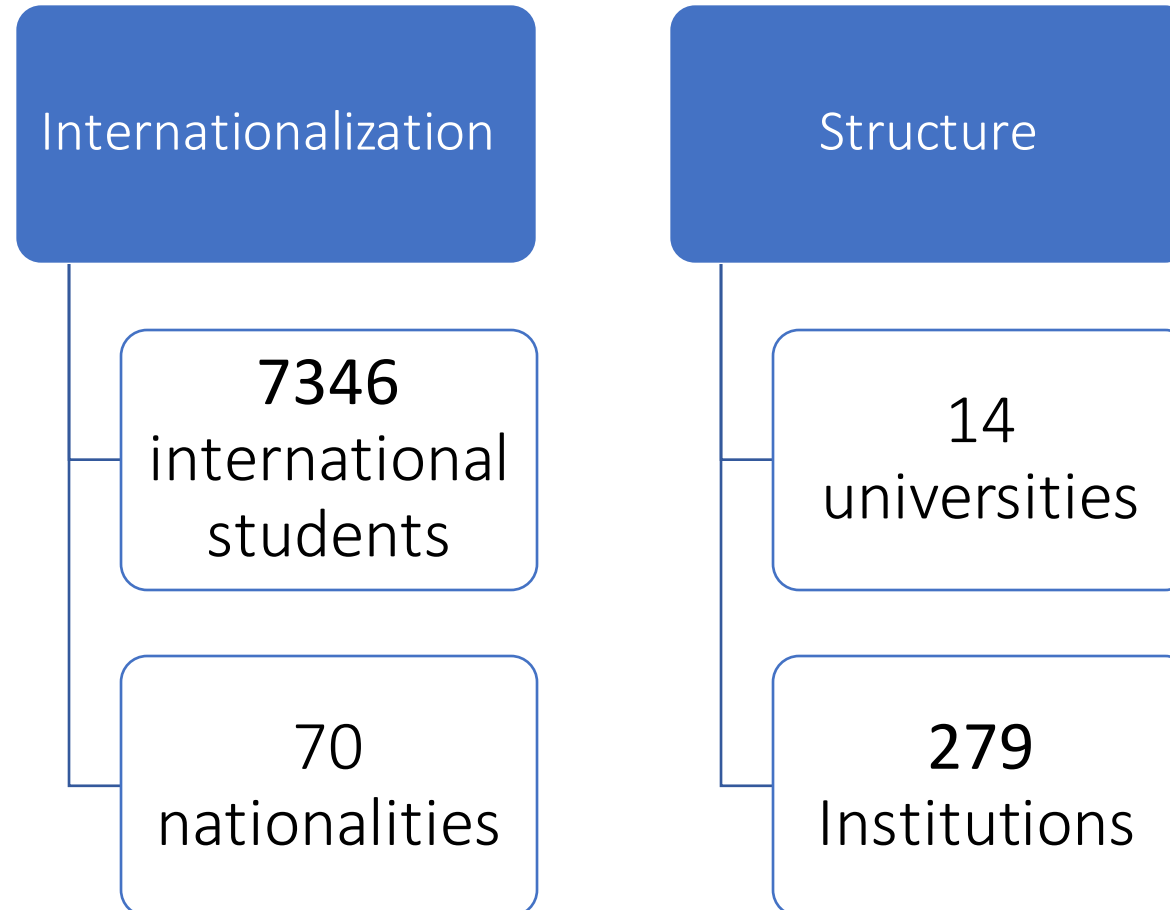 Internationalization
7346
international
students
70
nationalities
Structure
14
universities
279
Institutions